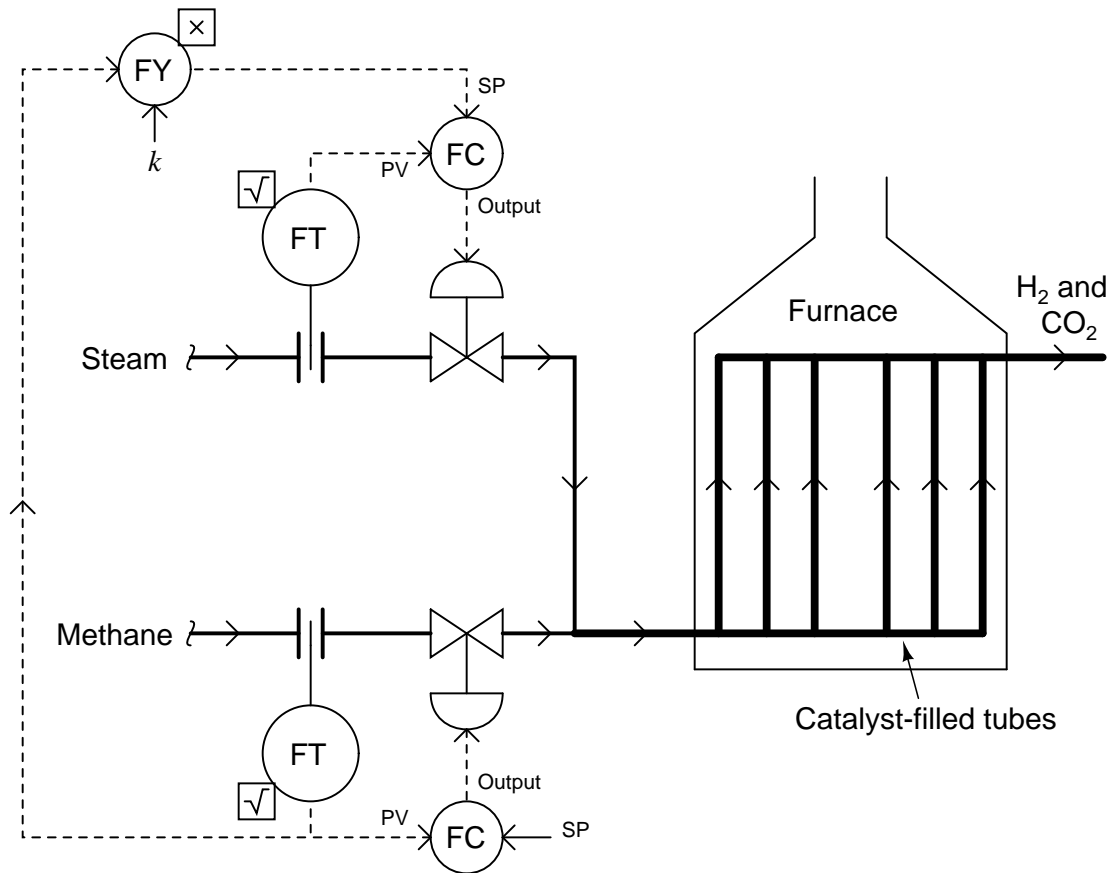 ×
FY
SP
k
FC
PV
√
Output
FT
H₂ and
CO₂
Furnace
Steam
Methane
Catalyst-filled tubes
FT
Output
√
PV
SP
FC